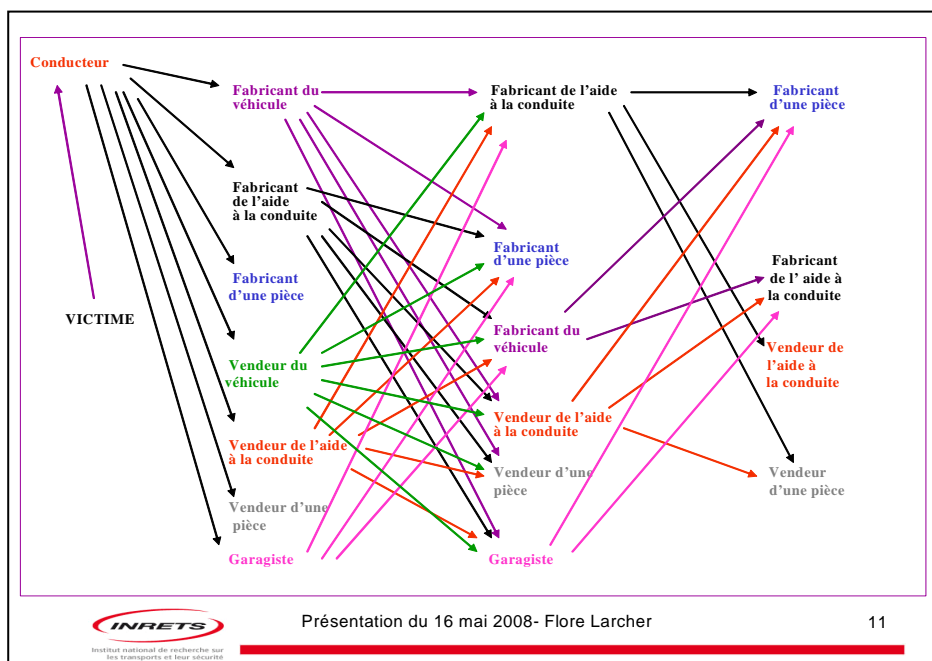 Conducteur
VICTIME
Fabricant du
véhicule
Fabricant
de l'aide
à la conduite
Fabricant
d'une pièce
Vendeur du
véhicule
Vendeur de l'aide
à la conduite
Vendeur d'une
pièce
Garagiste
Fabricant de l'aide
à la conduite
Fabricant
d'une pièce
Fabricant du
véhicule
Vendeur de l'aide
à la conduite
Vendeur d'une
pièce
Garagiste
Fabricant
d'une pièce
Fabricant
de l' aide à
la conduite
Vendeur de
l'aide à
la conduite
Vendeur
d'une pièce
INRETS
Institut national de recherche sur
les transports et leur sécurité
Présentation du 16 mai 2008- Flore Larcher
11